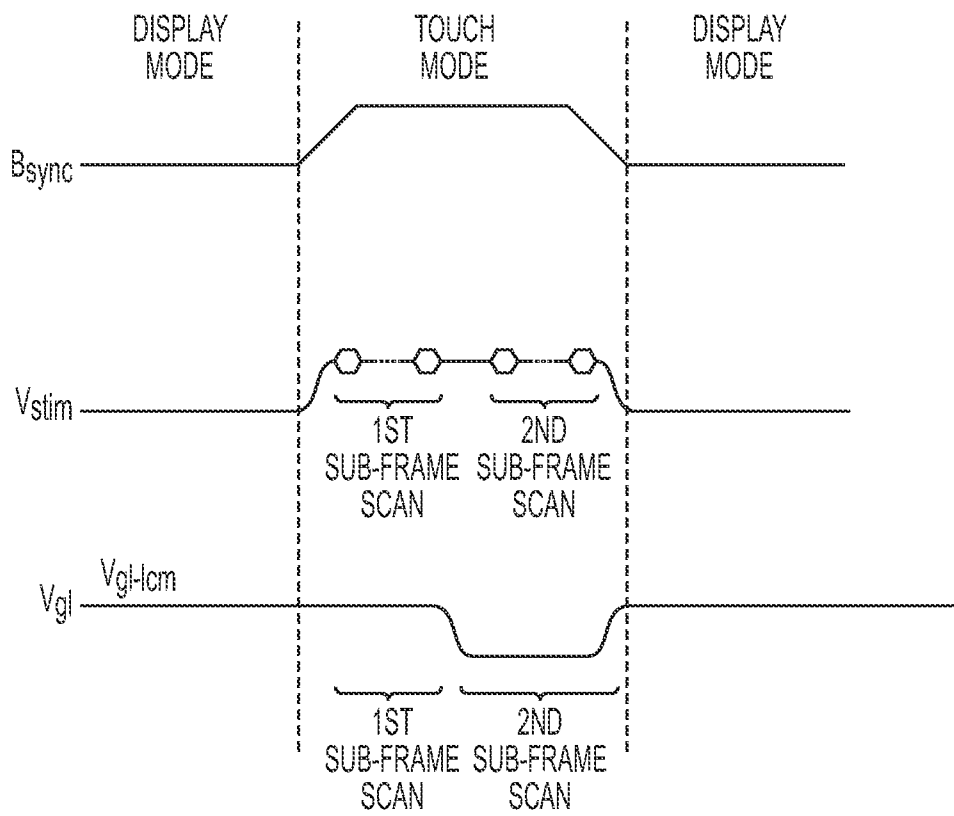 DISPLAY MODE
TOUCH MODE
DISPLAY MODE
Bsync
Vstim
1ST SUB-FRAME SCAN
2ND SUB-FRAME SCAN
Vgl-lcm
Vgl
1ST SUB-FRAME SCAN
2ND SUB-FRAME SCAN